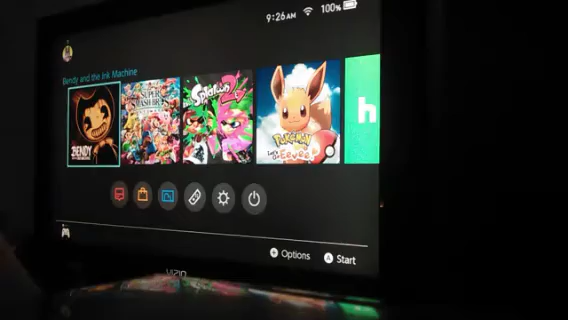 9:26 AM 100%
Bendy and the Ink Machine
BENDY
SUPER
SMASH BROS
Splatoon 2
POKéMON
Let's Go Eevee!
h
Options
A Start
VIZIO